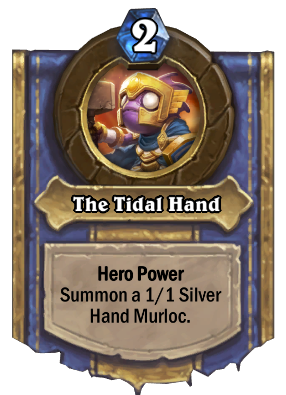 2
The Tidal Hand
Hero Power
Summon a 1/1 Silver
Hand Murloc.